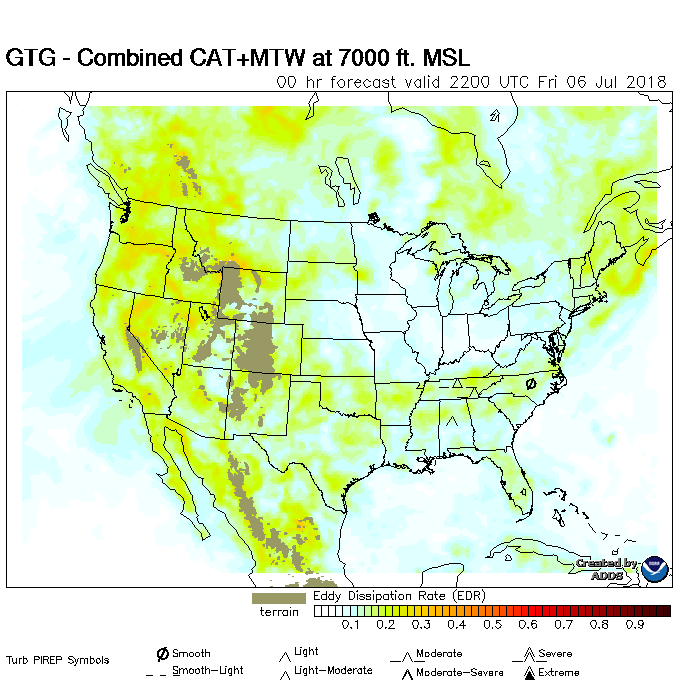 GTG - Combined CAT+MTW at 7000 ft. MSL
00 hr forecast valid 2200 UTC Fri 06 Jul 2018
Created by
ADDS
terrain
Eddy Dissipation Rate (EDR)
0.1 0.2 0.3 0.4 0.5 0.6 0.7 0.8 0.9
Turb PIREP Symbols
Smooth Light Moderate Severe
Smooth-Light Light-Moderate Moderate-Severe Extreme